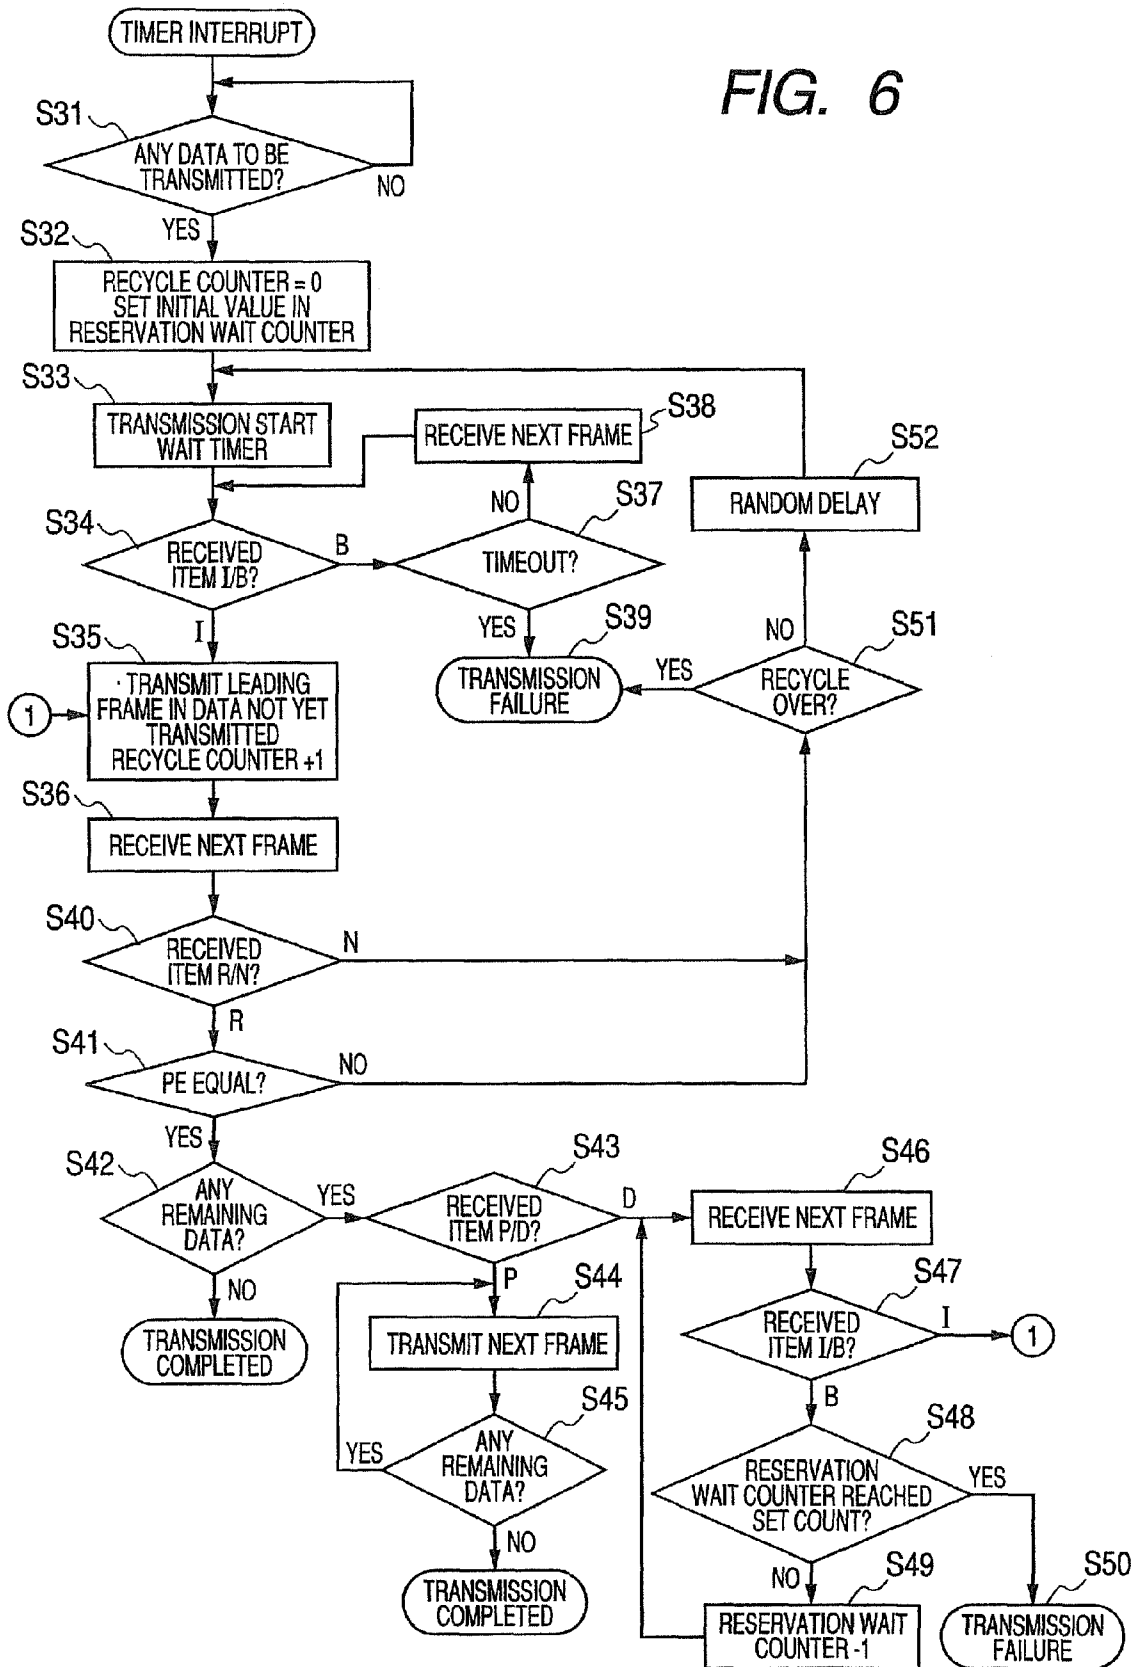 FIG. 6
TIMER INTERRUPT
S31
ANY DATA TO BE
TRANSMITTED?
NO
YES
S32
RECYCLE COUNTER = 0
SET INITIAL VALUE IN
RESERVATION WAIT COUNTER
S33
TRANSMISSION START
WAIT TIMER
RECEIVE NEXT FRAME
S38
S52
RANDOM DELAY
S34
RECEIVED
ITEM I/B?
B
NO
S37
TIMEOUT?
I
YES
S39
TRANSMISSION
FAILURE
NO
S51
YES
RECYCLE
OVER?
S35
1
TRANSMIT LEADING
FRAME IN DATA NOT YET
TRANSMITTED
RECYCLE COUNTER +1
S36
RECEIVE NEXT FRAME
S40
RECEIVED
ITEM R/N?
N
R
S41
PE EQUAL?
NO
YES
S42
ANY
REMAINING
DATA?
YES
NO
TRANSMISSION
COMPLETED
S43
RECEIVED
ITEM P/D?
D
P
S44
TRANSMIT NEXT FRAME
S45
ANY
REMAINING
DATA?
YES
NO
TRANSMISSION
COMPLETED
S46
RECEIVE NEXT FRAME
S47
RECEIVED
ITEM I/B?
I
1
B
S48
RESERVATION
WAIT COUNTER REACHED
SET COUNT?
YES
NO
S49
RESERVATION WAIT
COUNTER -1
S50
TRANSMISSION
FAILURE